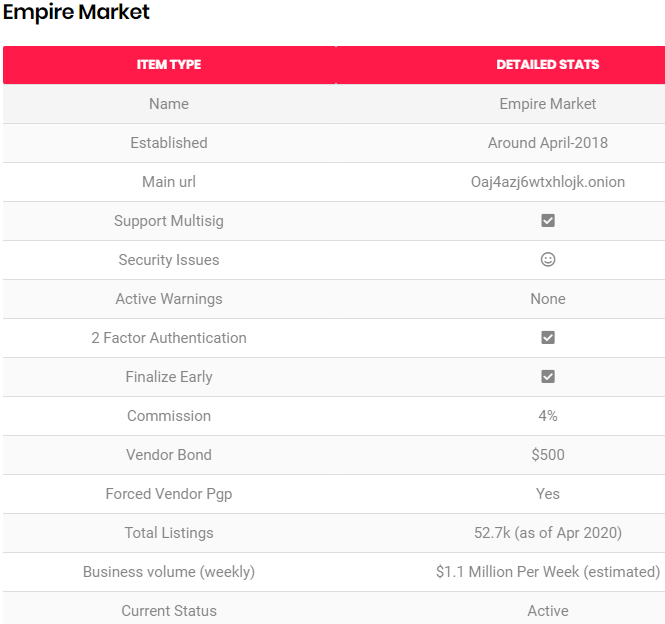 Empire Market
ITEM TYPE DETAILED STATS
Name Empire Market
Established Around April-2018
Main url Oaj4azj6wtxhlojk.onion
Support Multisig
Security Issues
Active Warnings None
2 Factor Authentication
Finalize Early
Commission 4%
Vendor Bond $500
Forced Vendor Pgp Yes
Total Listings 52.7k (as of Apr 2020)
Business volume (weekly) $1.1 Million Per Week (estimated)
Current Status Active